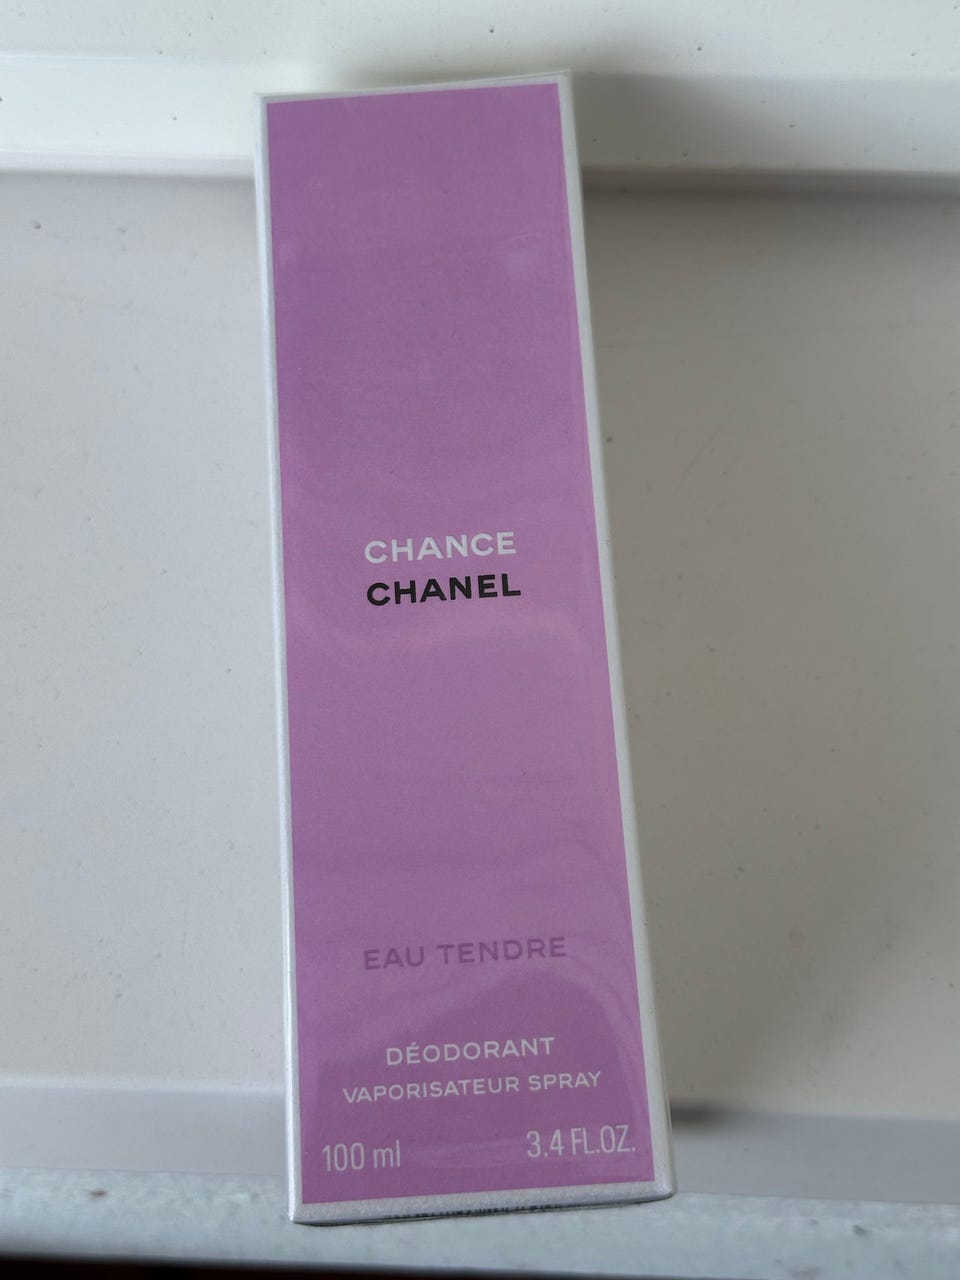 CHANCE
CHANEL
EAU TENDRE
DÉODORANT
VAPORISATEUR SPRAY
100 ml 3.4 FL.OZ.